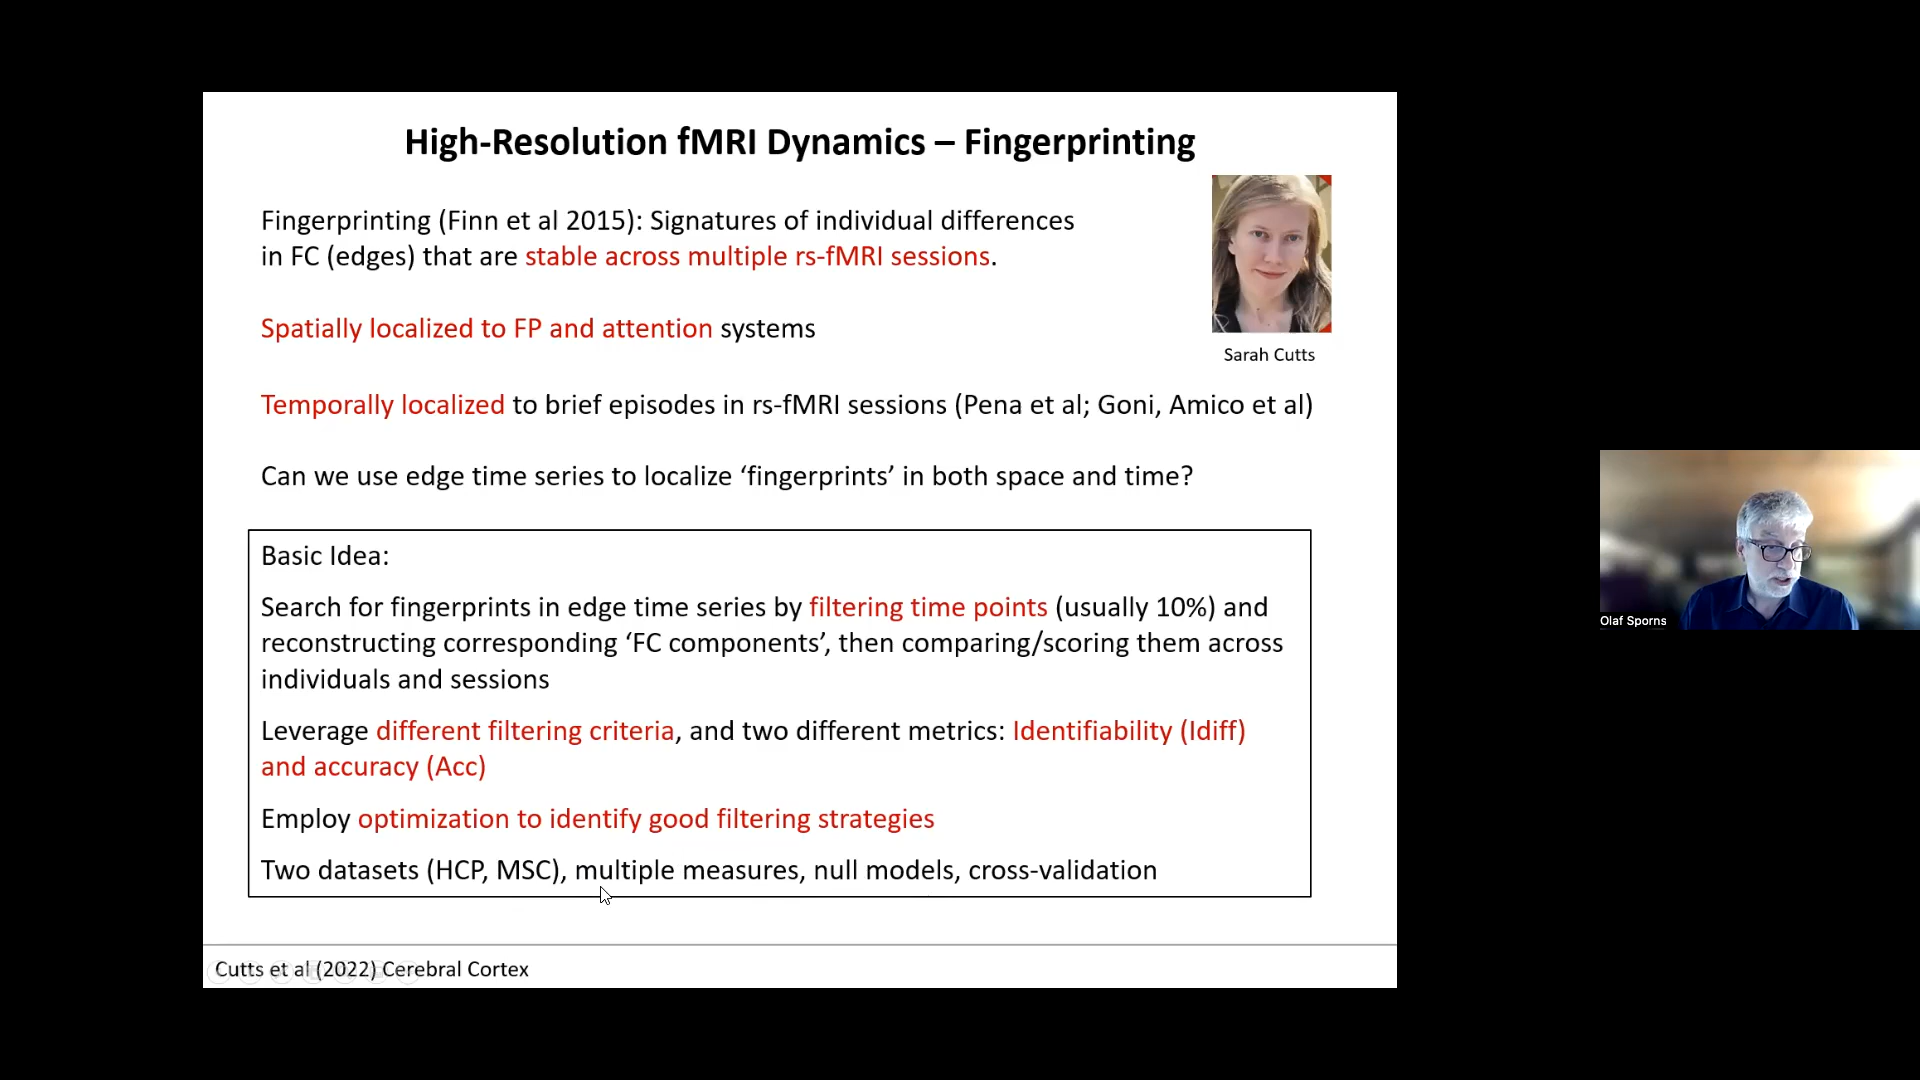 High-Resolution fMRI Dynamics – Fingerprinting
Fingerprinting (Finn et al 2015): Signatures of individual differences
in FC (edges) that are stable across multiple rs-fMRI sessions.
Spatially localized to FP and attention systems
Sarah Cutts
Temporally localized to brief episodes in rs-fMRI sessions (Pena et al; Goni, Amico et al)
Can we use edge time series to localize ‘fingerprints’ in both space and time?
Basic Idea:
Search for fingerprints in edge time series by filtering time points (usually 10%) and
reconstructing corresponding ‘FC components’, then comparing/scoring them across
individuals and sessions
Leverage different filtering criteria, and two different metrics: Identifiability (Idiff)
and accuracy (Acc)
Employ optimization to identify good filtering strategies
Two datasets (HCP, MSC), multiple measures, null models, cross-validation
Cutts et al (2022) Cerebral Cortex
Olaf Sporns